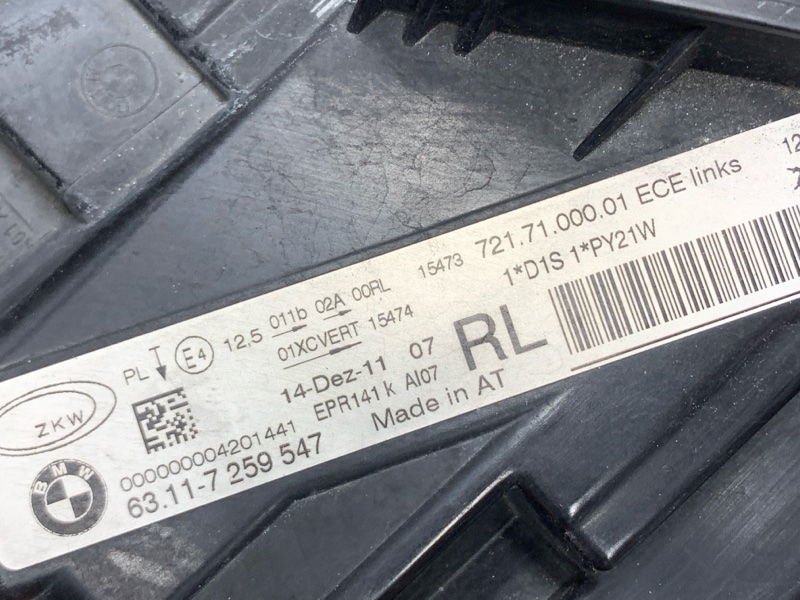 ZKW
BMW
PL E4 12,5 011b 02A 00RL 15473 721.71.000.01 ECE links 12
01XCVERT 15474 1*D1S 1*PY21W
14-Dez-11 07 RL
EPR141 k AI07
000000004201441 Made in AT
63.11-7 259 547